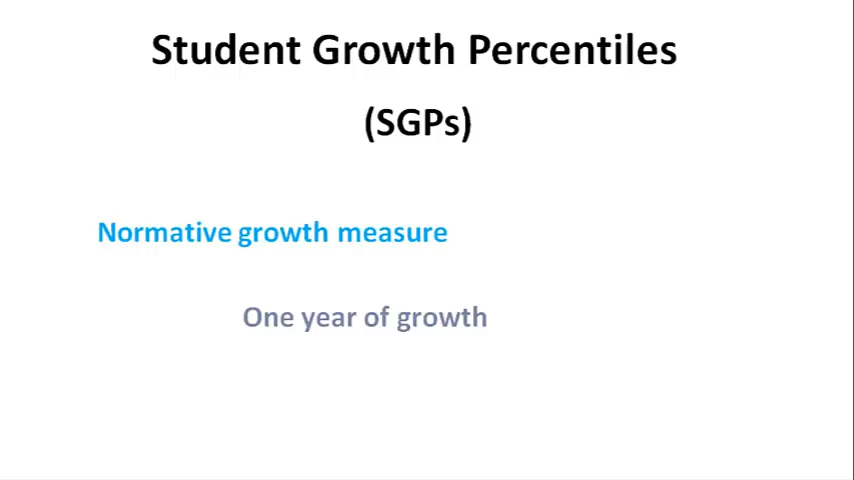 Student Growth Percentiles
(SGPs)
Normative growth measure
One year of growth